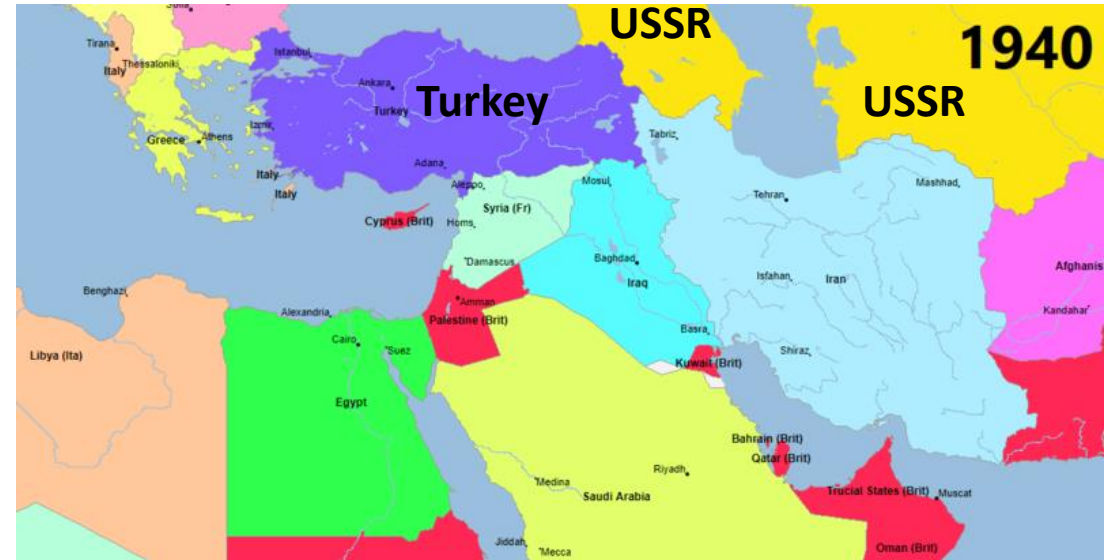 Sofia
USSR
1940
Tirana
Italy
Thessaloniki
Istanbul
Ankara
Turkey
Turkey
USSR
Greece
Athens
Izmir
Adana
Tabriz
Italy
Italy
Aleppo
Mosul
Tehran
Mashhad
Syria (Fr)
Cyprus (Brit)
Homs
Damascus
Baghdad
Iraq
Isfahan
Iran
Afghanis
Benghazi
Alexandria
Amman
Palestine (Brit)
Kandahar
Libya (Ita)
Cairo
Suez
Basra
Kuwait (Brit)
Shiraz
Egypt
Bahrain (Brit)
Qatar (Brit)
Riyadh
Medina
Saudi Arabia
Trucial States (Brit)
Muscat
Jiddah
Mecca
Oman (Brit)